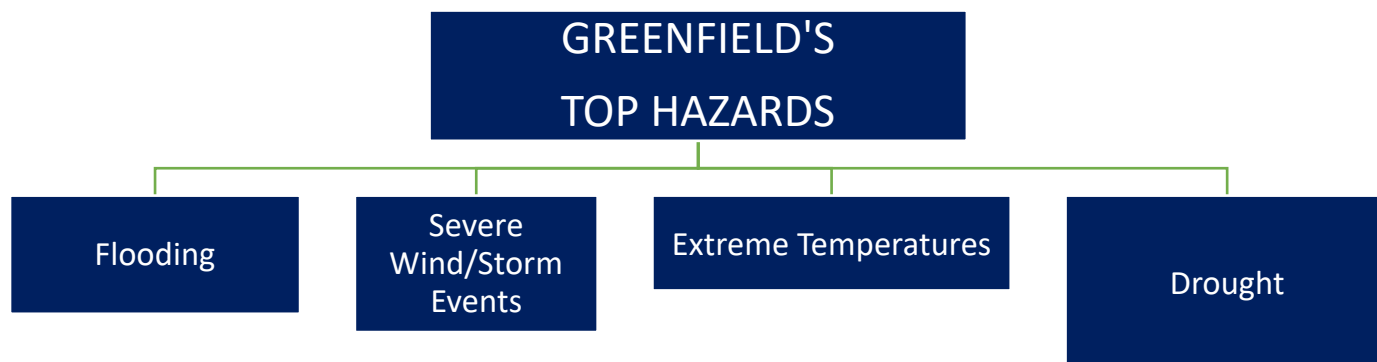 GREENFIELD'S
TOP HAZARDS
Flooding
Severe
Wind/Storm
Events
Extreme Temperatures
Drought